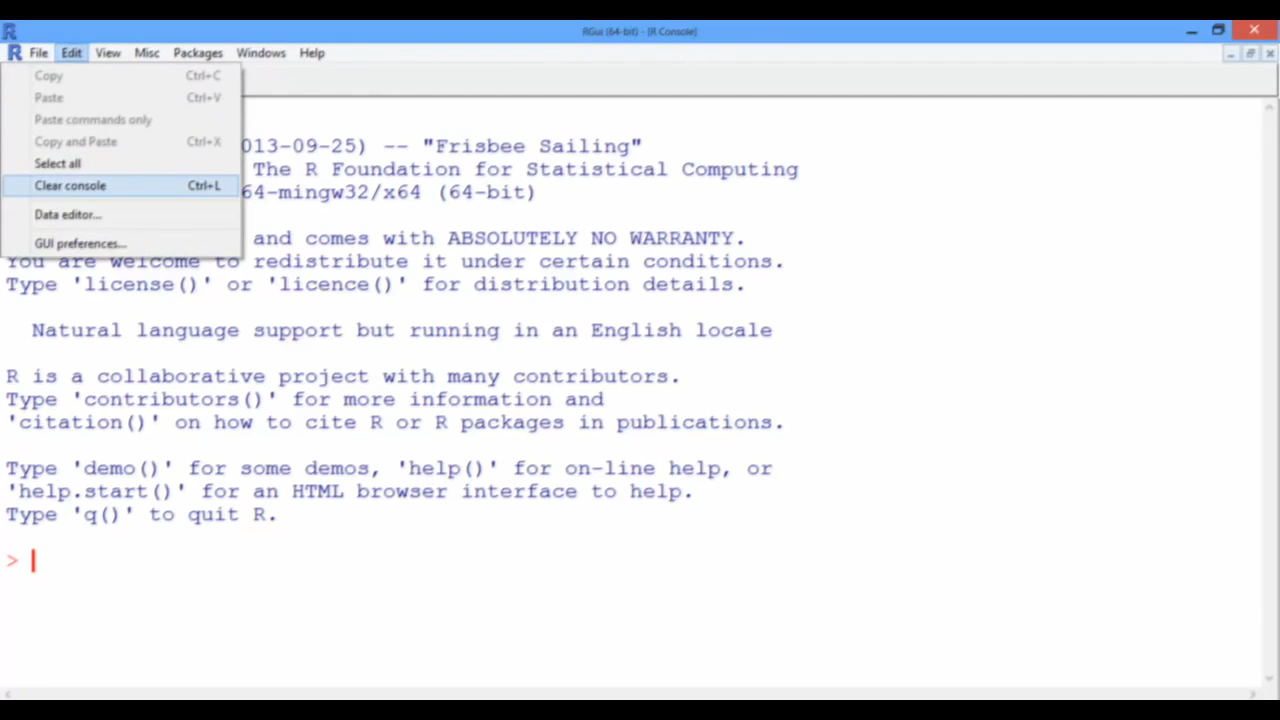 RGui (64-bit) - [R Console]
File Edit View Misc Packages Windows Help
Copy Ctrl+C
Paste Ctrl+V
Paste commands only
Copy and Paste Ctrl+X
Select all
Clear console Ctrl+L
Data editor...
GUI preferences...
013-09-25) -- "Frisbee Sailing"
The R Foundation for Statistical Computing
64-mingw32/x64 (64-bit)
and comes with ABSOLUTELY NO WARRANTY.
You are welcome to redistribute it under certain conditions.
Type 'license()' or 'licence()' for distribution details.
Natural language support but running in an English locale
R is a collaborative project with many contributors.
Type 'contributors()' for more information and
'citation()' on how to cite R or R packages in publications.
Type 'demo()' for some demos, 'help()' for on-line help, or
'help.start()' for an HTML browser interface to help.
Type 'q()' to quit R.
>